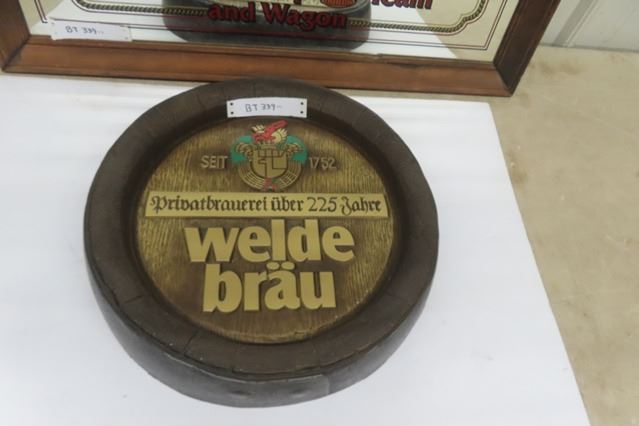 and Wagon
BT 339--
BT 339--
SEIT 1752
Privatbrauerei über 225 Jahre
welde
bräu